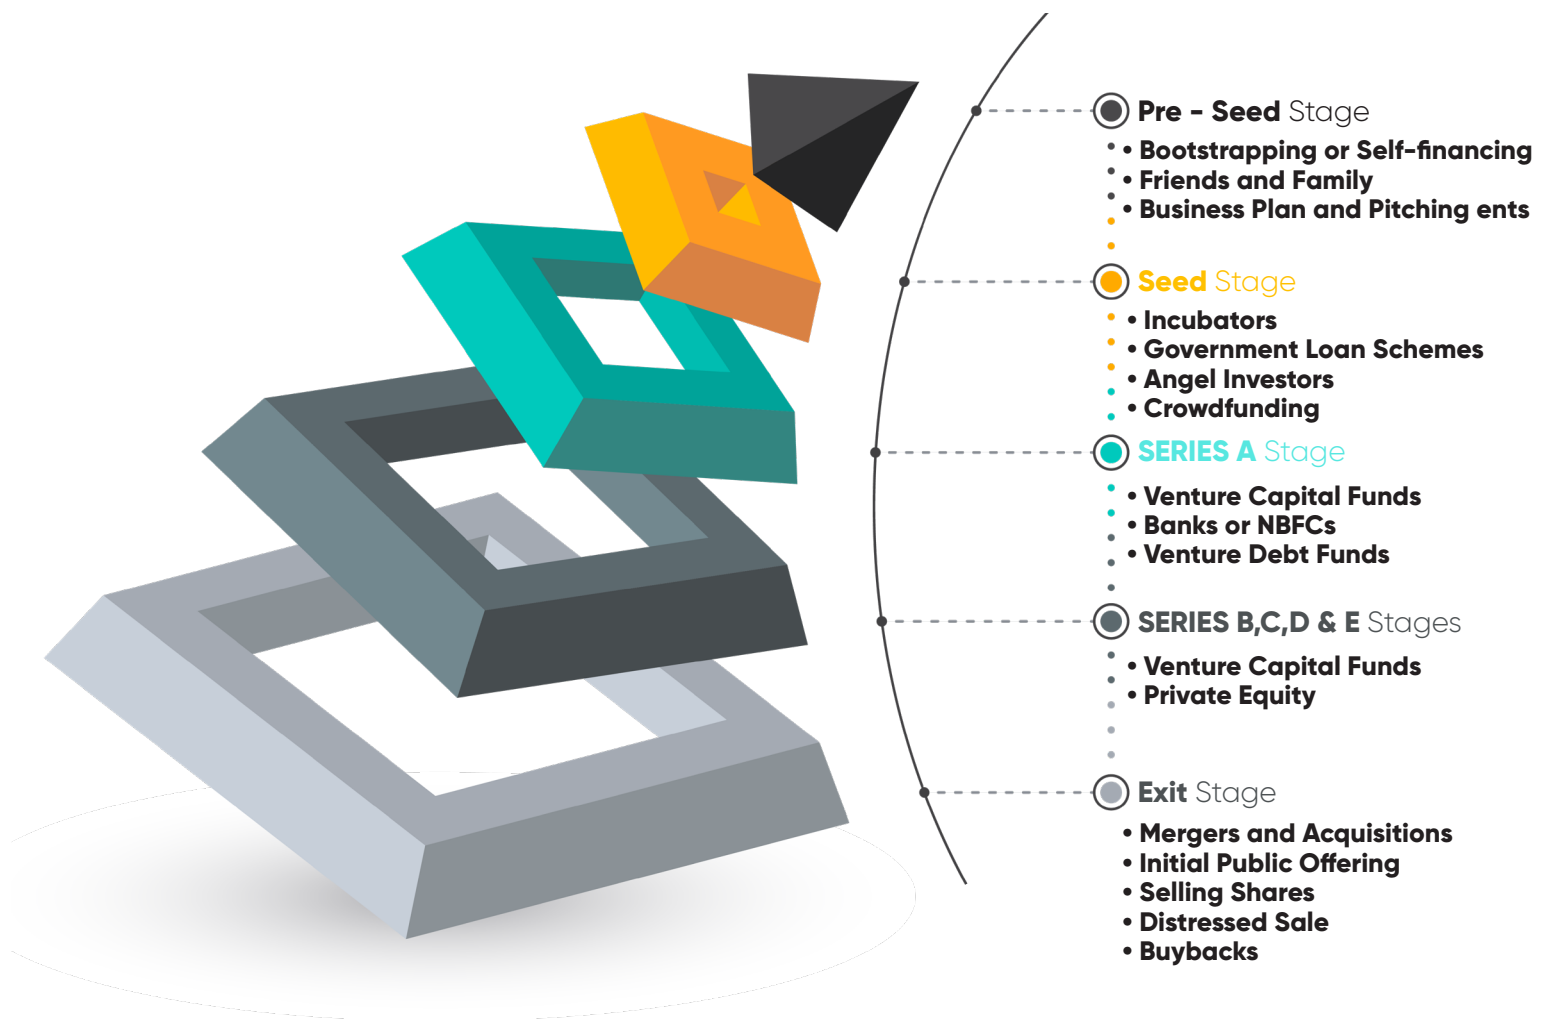 Pre - Seed Stage
• Bootstrapping or Self-financing
• Friends and Family
• Business Plan and Pitching ents
Seed Stage
• Incubators
• Government Loan Schemes
• Angel Investors
• Crowdfunding
SERIES A Stage
• Venture Capital Funds
• Banks or NBFCs
• Venture Debt Funds
SERIES B,C,D & E Stages
• Venture Capital Funds
• Private Equity
Exit Stage
• Mergers and Acquisitions
• Initial Public Offering
• Selling Shares
• Distressed Sale
• Buybacks